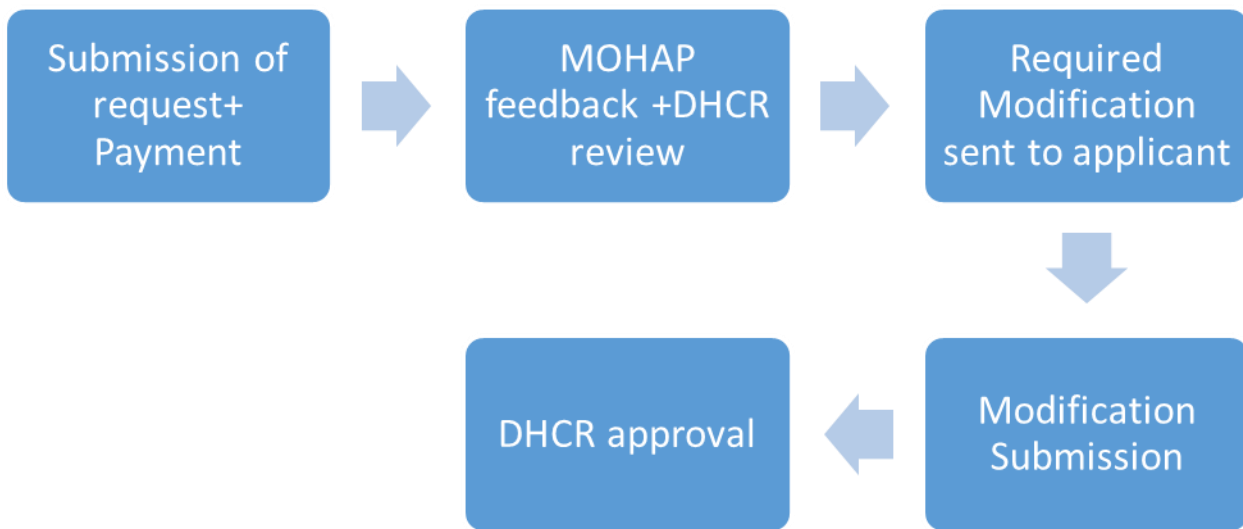 Submission of
request+
Payment
MOHAP
feedback +DHCR
review
Required
Modification
sent to applicant
Modification
Submission
DHCR approval